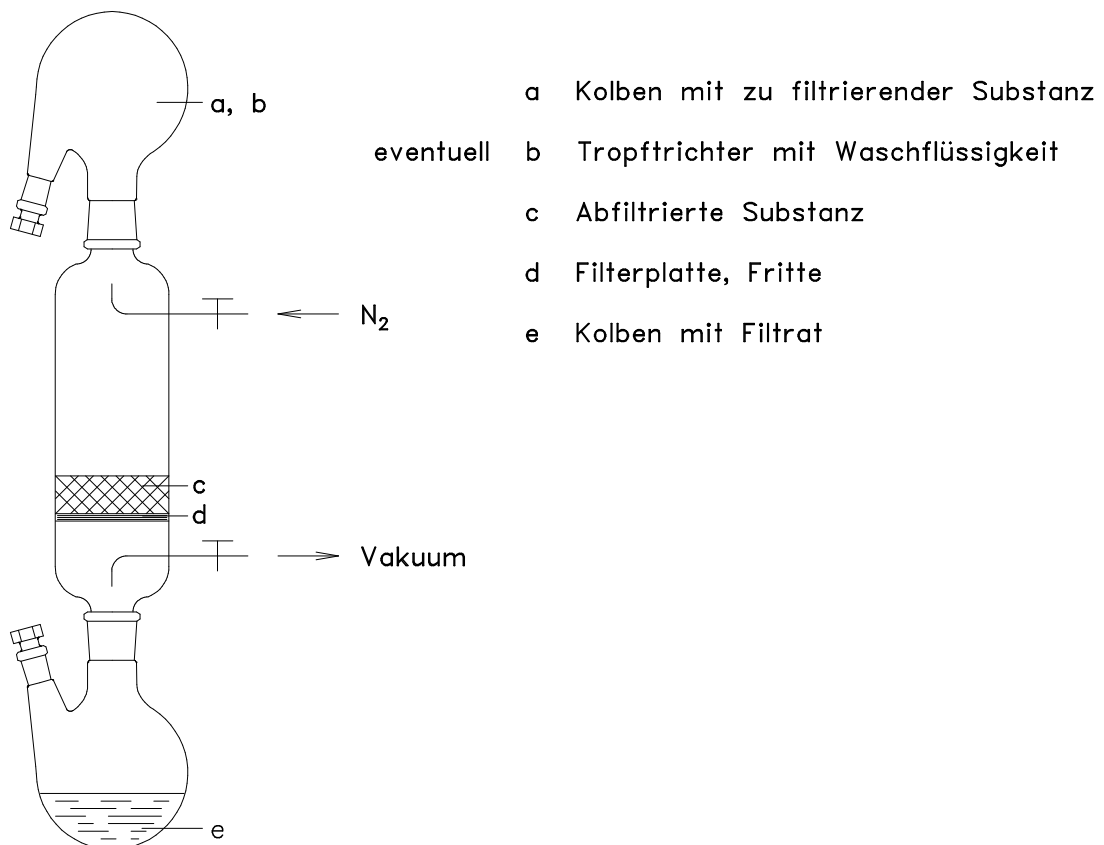 a, b
a Kolben mit zu filtrierender Substanz
eventuell b Tropftrichter mit Waschflüssigkeit
c Abfiltrierte Substanz
d Filterplatte, Fritte
N₂
e Kolben mit Filtrat
c
d
Vakuum
e